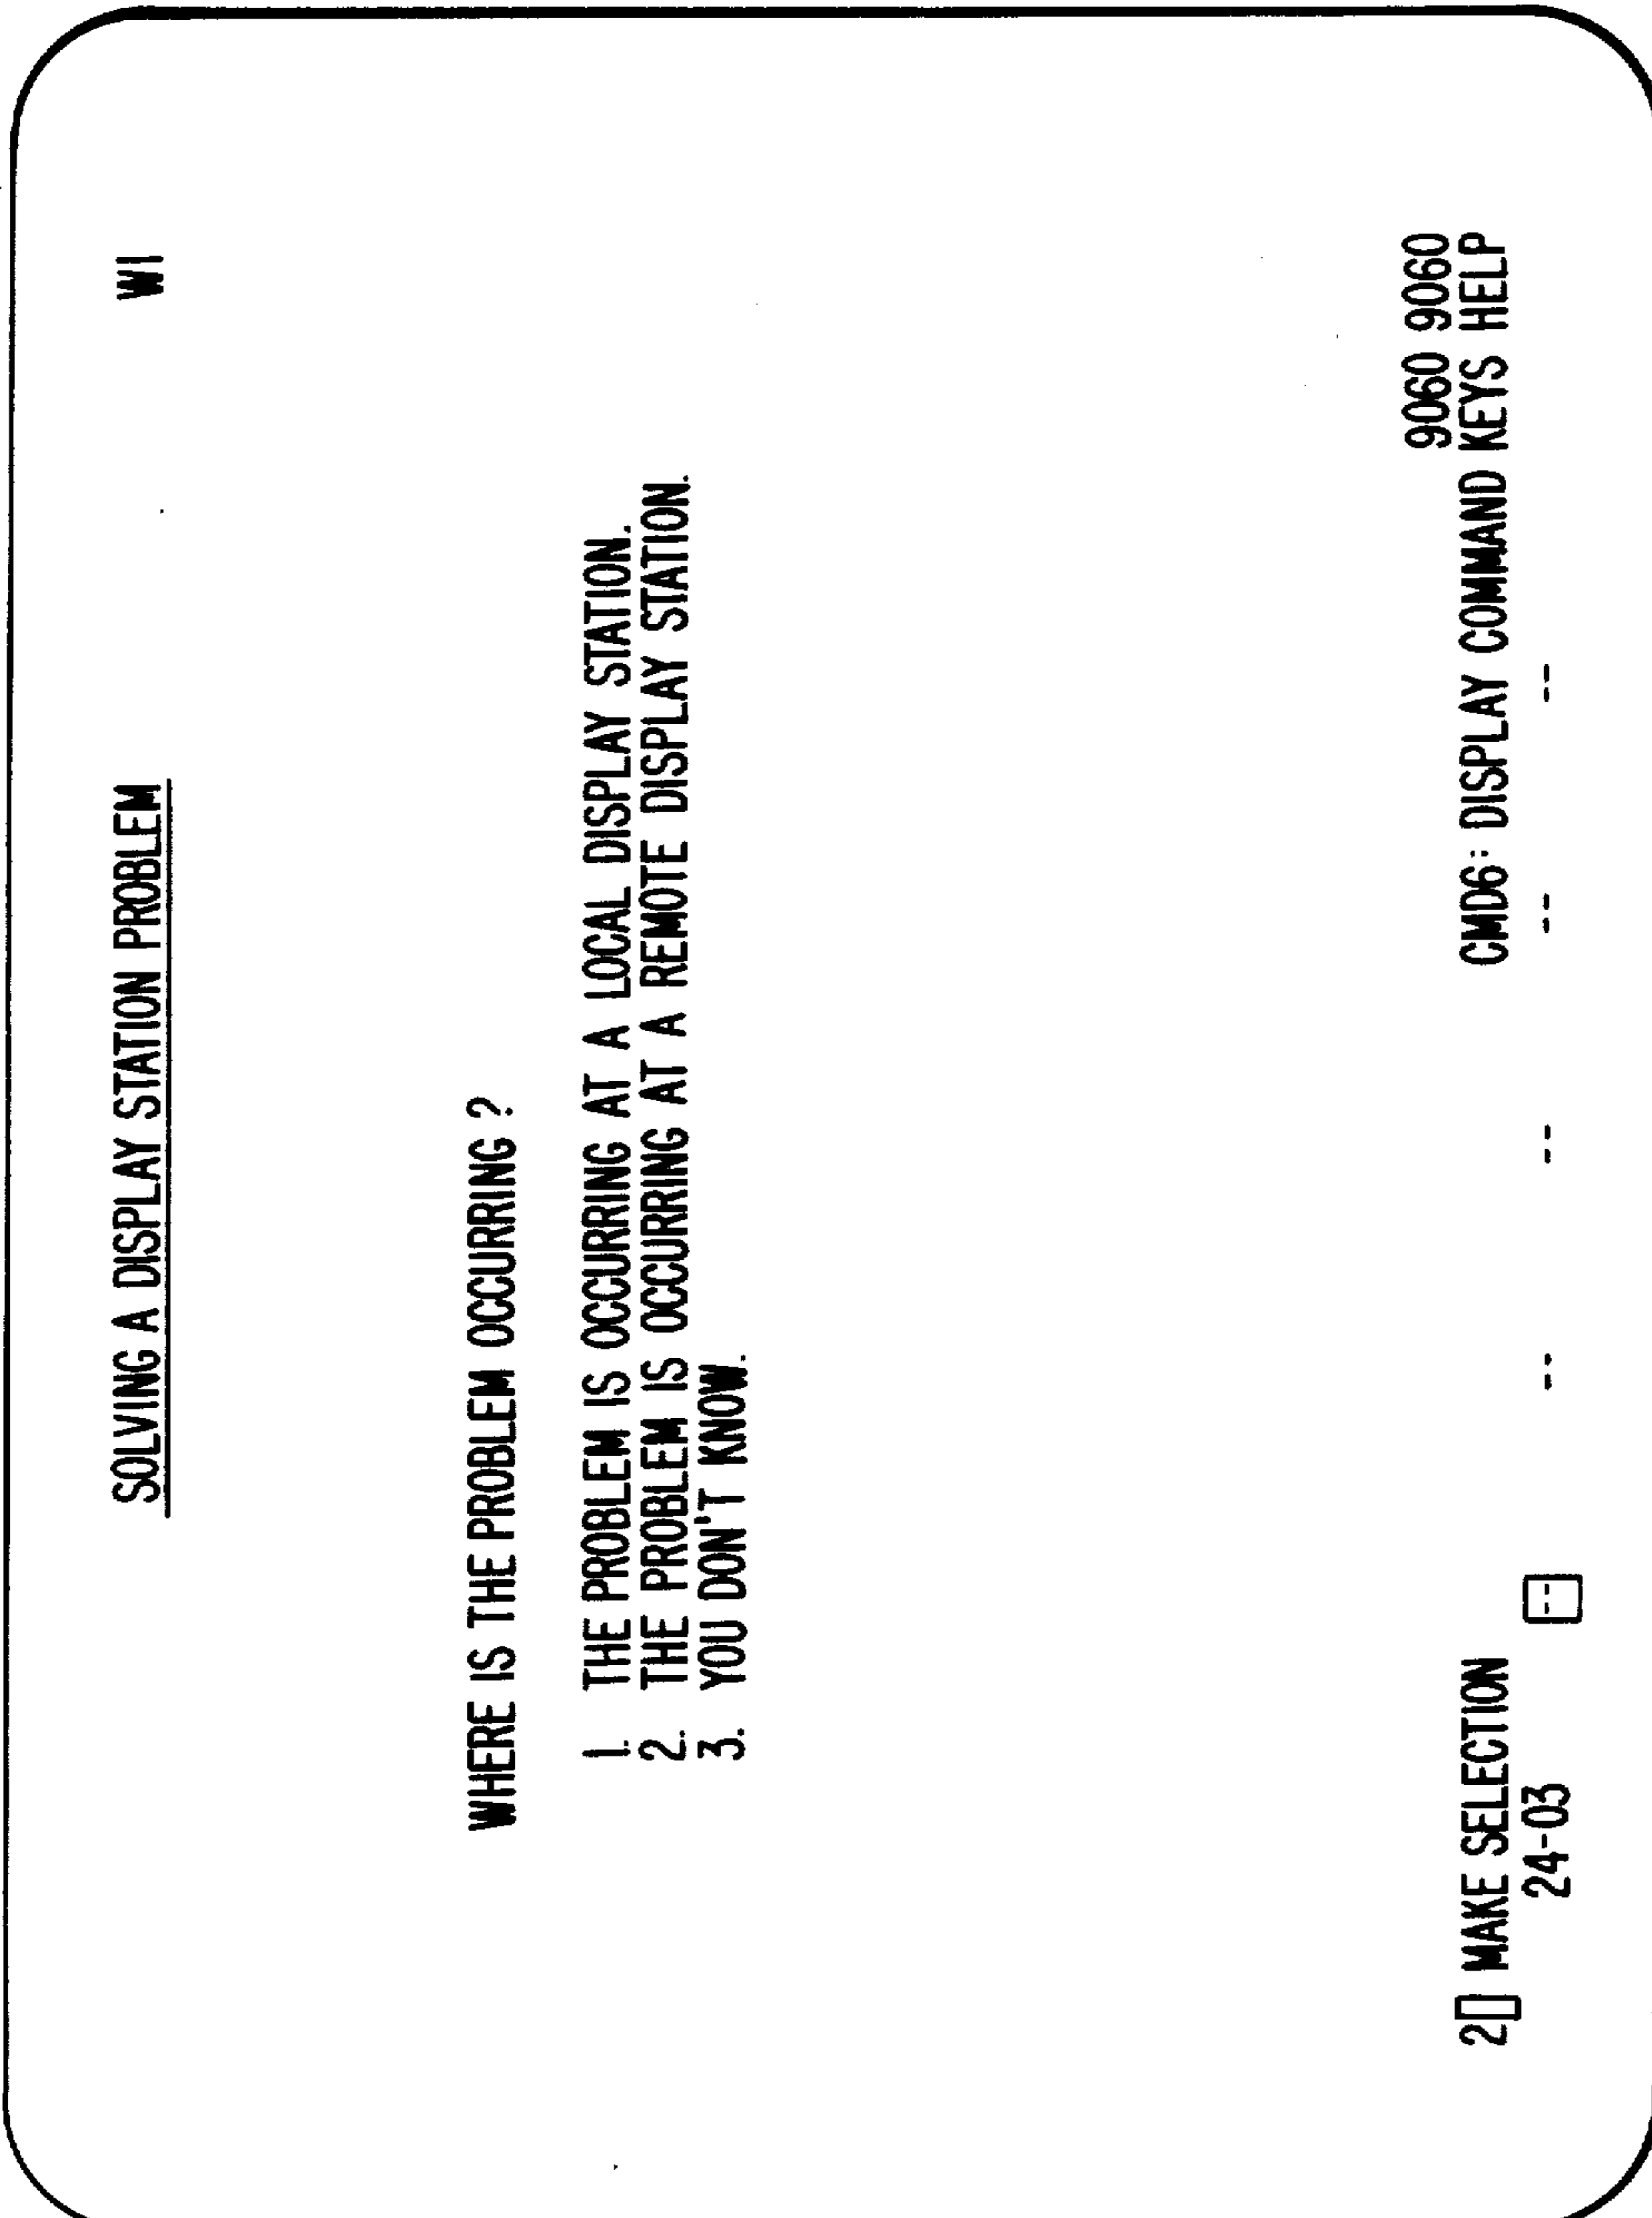 SOLVING A DISPLAY STATION PROBLEM W1
WHERE IS THE PROBLEM OCCURRING ?
1. THE PROBLEM IS OCCURRING AT A LOCAL DISPLAY STATION.
2. THE PROBLEM IS OCCURRING AT A REMOTE DISPLAY STATION.
3. YOU DON'T KNOW.
9060 9060
2 MAKE SELECTION CMD6: DISPLAY COMMAND KEYS HELP
24-03 -- -- -- -- --